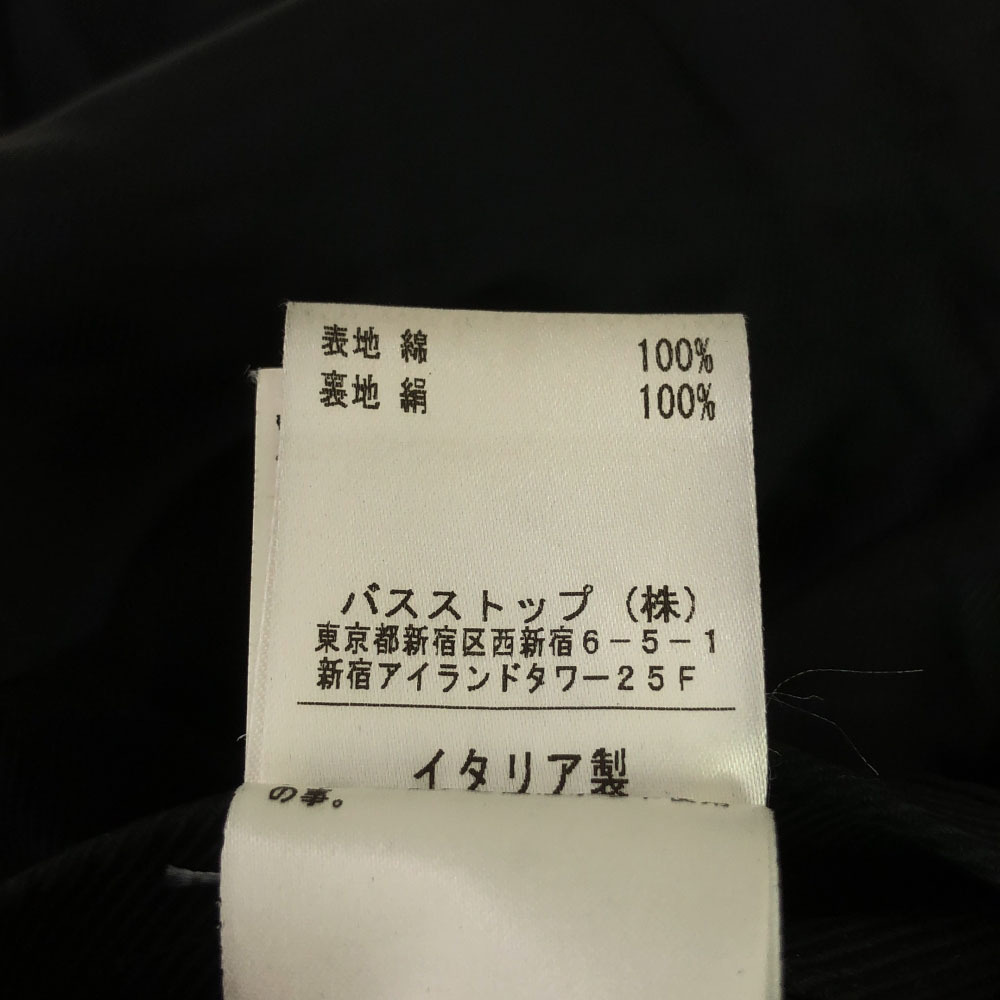 表地 綿 100%
裏地 絹 100%
バスストップ (株)
東京都新宿区西新宿6-5-1
新宿アイランドタワー25F
イタリア製
の事。